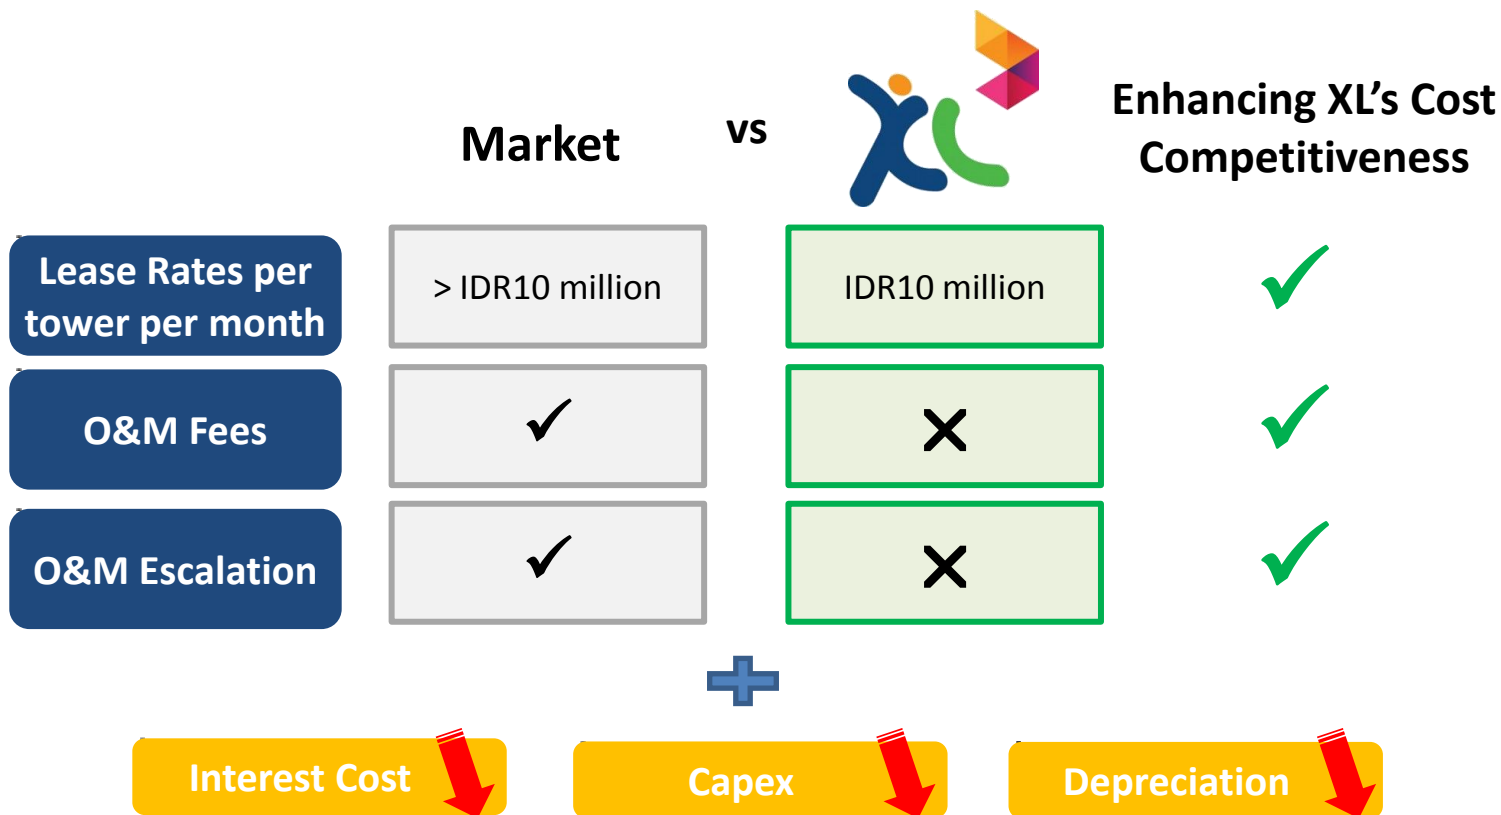 Market
vs
XL
Enhancing XL's Cost
Competitiveness
Lease Rates per
tower per month
> IDR10 million
IDR10 million
O&M Fees
O&M Escalation
Interest Cost
Capex
Depreciation